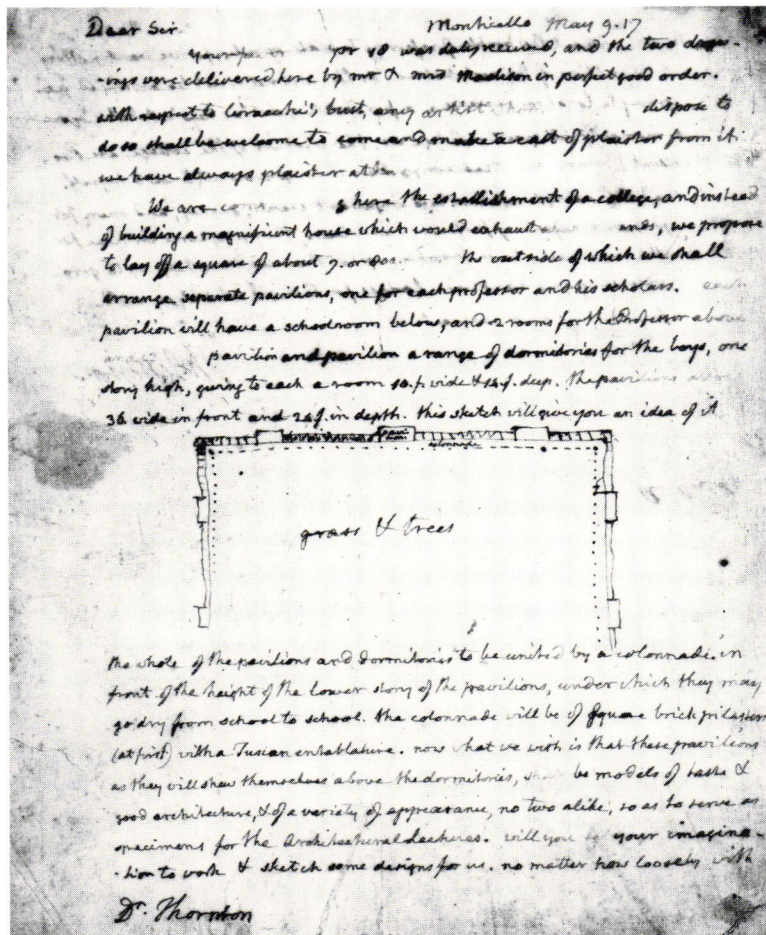 Dear Sir Monticello May 9. 17
your of Apr 18 was duly recieved, and the two draw-
-ings were delivered here by mr & mrs Madison in perfect good order.
with respect to Ceracchi's bust, any artist dispose to
do so shall be welcome to come and make a cast of plaister from it.
we have always plaister at
We are here the establishment of a college, and instead
of building a magnificent house which would exhaust, we propose
to lay off a square of about 7. or 800 the outside of which we shall
arrange separate pavilions, one for each professor and his scholars. each
pavilion will have a schoolroom below, and 2 rooms for the Professor above
pavilion and pavilion a range of dormitories for the boys, one
story high, giving to each a room 10. f. wide & 14. f. deep. the pavilions
36 wide in front and 24 f. in depth. this sketch will give you an idea of it
colonnade
grass & trees
the whole of the pavilions and dormitories to be united by a colonnade in
front of the height of the lower story of the pavilions, under which they may
go dry from school to school. the colonnade will be of square brick pilasters
(at first) with a Tuscan entablature. now what we wish is that these pavilions
as they will shew themselves above the dormitories, be models of taste &
good architecture, & of a variety of appearance, no two alike, so as to serve as
specimens for the Architectural lectures. will you your imagina-
-tion to work & sketch some designs for us. no matter how loosely with
Dr. Thornton